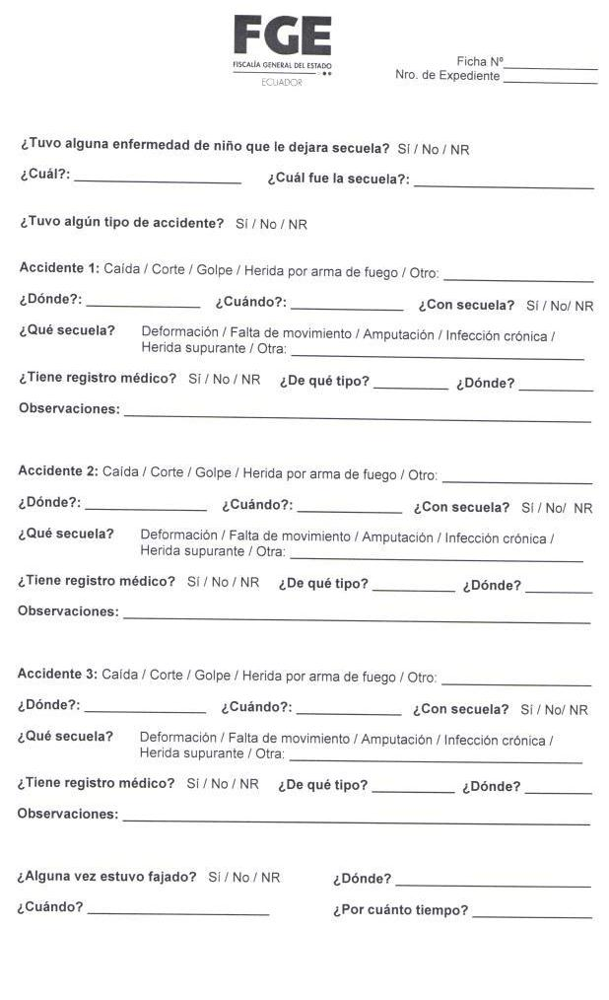 FGE
FISCALÍA GENERAL DEL ESTADO
ECUADOR
Ficha Nº
Nro. de Expediente
¿Tuvo alguna enfermedad de niño que le dejara secuela? Sí / No / NR
¿Cuál?: ¿Cuál fue la secuela?:
¿Tuvo algún tipo de accidente? Sí / No / NR
Accidente 1: Caída / Corte / Golpe / Herida por arma de fuego / Otro:
¿Dónde?: ¿Cuándo?: ¿Con secuela? Sí / No/ NR
¿Qué secuela? Deformación / Falta de movimiento / Amputación / Infección crónica /
Herida supurante / Otra:
¿Tiene registro médico? Sí / No / NR ¿De qué tipo? ¿Dónde?
Observaciones:
Accidente 2: Caída / Corte / Golpe / Herida por arma de fuego / Otro:
¿Dónde?: ¿Cuándo?: ¿Con secuela? Sí / No/ NR
¿Qué secuela? Deformación / Falta de movimiento / Amputación / Infección crónica /
Herida supurante / Otra:
¿Tiene registro médico? Sí / No / NR ¿De qué tipo? ¿Dónde?
Observaciones:
Accidente 3: Caída / Corte / Golpe / Herida por arma de fuego / Otro:
¿Dónde?: ¿Cuándo?: ¿Con secuela? Sí / No/ NR
¿Qué secuela? Deformación / Falta de movimiento / Amputación / Infección crónica /
Herida supurante / Otra:
¿Tiene registro médico? Sí / No / NR ¿De qué tipo? ¿Dónde?
Observaciones:
¿Alguna vez estuvo fajado? Sí / No / NR ¿Dónde?
¿Cuándo? ¿Por cuánto tiempo?